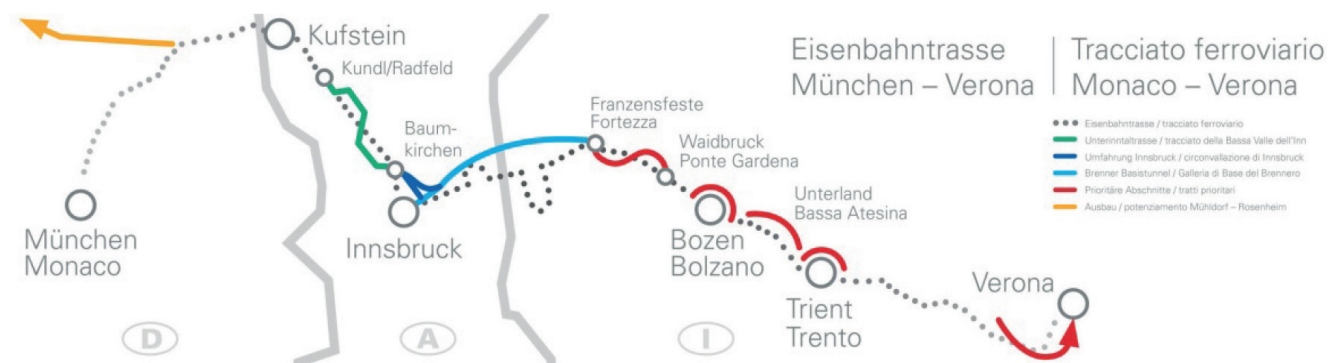 Eisenbahntrasse
München – Verona
Tracciato ferroviario
Monaco – Verona
Eisenbahntrasse / tracciato ferroviario
Unterinntaltrasse / tracciato della Bassa Valle dell'Inn
Umfahrung Innsbruck / circonvallazione di Innsbruck
Brenner Basistunnel / Galleria di Base del Brennero
Prioritäre Abschnitte / tratti prioritari
Ausbau / potenziamento Mühldorf – Rosenheim
Kufstein
Kundl/Radfeld
Baum-
kirchen
Franzensfeste
Fortezza
Waidbruck
Ponte Gardena
Unterland
Bassa Atesina
München
Monaco
Innsbruck
Bozen
Bolzano
Trient
Trento
Verona
D
A
I